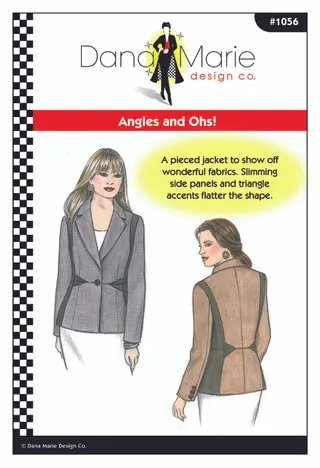 #1056
Dana Marie
design co.
Angles and Ohs!
A pieced jacket to show off
wonderful fabrics. Slimming
side panels and triangle
accents flatter the shape.
© Dana Marie Design Co.